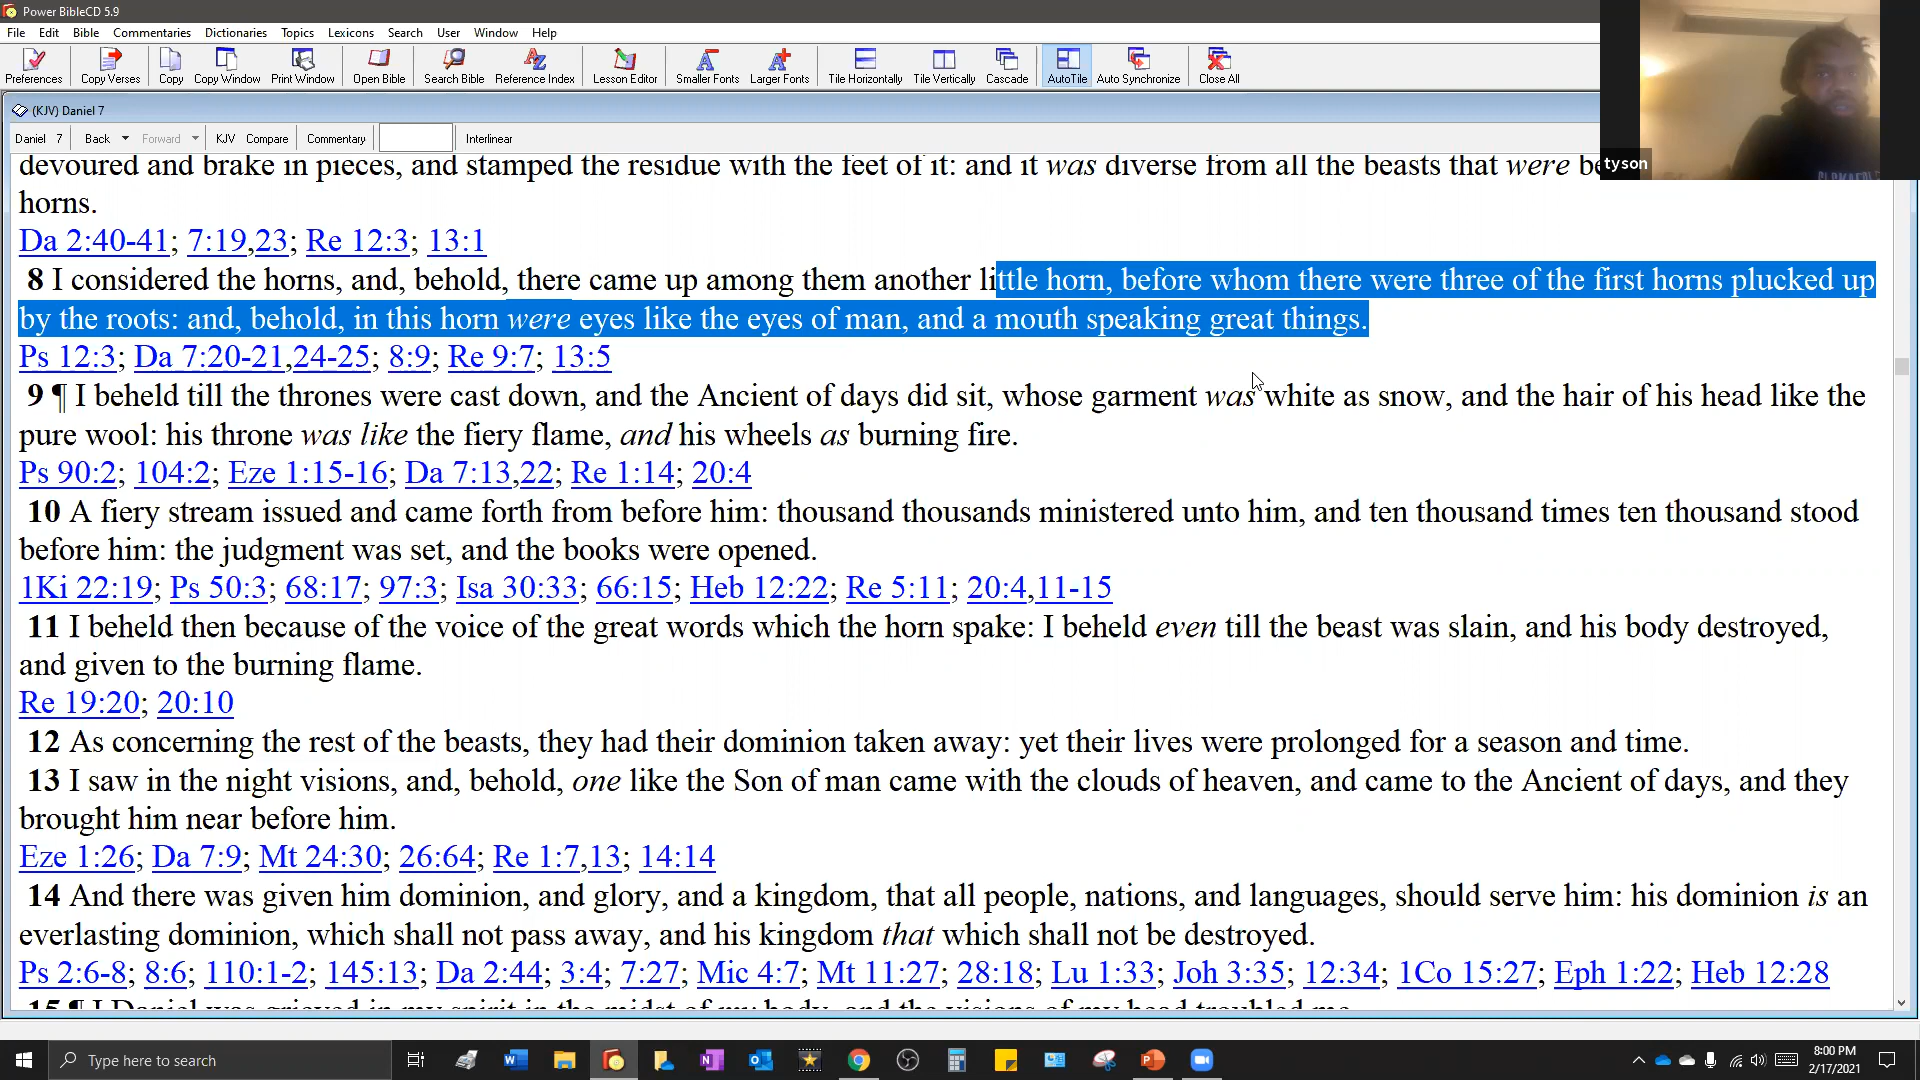 Power BibleCD 5.9
File Edit Bible Commentaries Dictionaries Topics Lexicons Search User Window Help
Preferences Copy Verses Copy Copy Window Print Window Open Bible Search Bible Reference Index Lesson Editor Smaller Fonts Larger Fonts Tile Horizontally Tile Vertically Cascade AutoTile Auto Synchronize Close All
(KJV) Daniel 7
Daniel 7 Back Forward KJV Compare Commentary Interlinear
tyson
devoured and brake in pieces, and stamped the residue with the feet of it: and it was diverse from all the beasts that were
horns.
Da 2:40-41; 7:19,23; Re 12:3; 13:1
8 I considered the horns, and, behold, there came up among them another little horn, before whom there were three of the first horns plucked up
by the roots: and, behold, in this horn were eyes like the eyes of man, and a mouth speaking great things.
Ps 12:3; Da 7:20-21,24-25; 8:9; Re 9:7; 13:5
9 ¶ I beheld till the thrones were cast down, and the Ancient of days did sit, whose garment was white as snow, and the hair of his head like the
pure wool: his throne was like the fiery flame, and his wheels as burning fire.
Ps 90:2; 104:2; Eze 1:15-16; Da 7:13,22; Re 1:14; 20:4
10 A fiery stream issued and came forth from before him: thousand thousands ministered unto him, and ten thousand times ten thousand stood
before him: the judgment was set, and the books were opened.
1Ki 22:19; Ps 50:3; 68:17; 97:3; Isa 30:33; 66:15; Heb 12:22; Re 5:11; 20:4,11-15
11 I beheld then because of the voice of the great words which the horn spake: I beheld even till the beast was slain, and his body destroyed,
and given to the burning flame.
Re 19:20; 20:10
12 As concerning the rest of the beasts, they had their dominion taken away: yet their lives were prolonged for a season and time.
13 I saw in the night visions, and, behold, one like the Son of man came with the clouds of heaven, and came to the Ancient of days, and they
brought him near before him.
Eze 1:26; Da 7:9; Mt 24:30; 26:64; Re 1:7,13; 14:14
14 And there was given him dominion, and glory, and a kingdom, that all people, nations, and languages, should serve him: his dominion is an
everlasting dominion, which shall not pass away, and his kingdom that which shall not be destroyed.
Ps 2:6-8; 8:6; 110:1-2; 145:13; Da 2:44; 3:4; 7:27; Mic 4:7; Mt 11:27; 28:18; Lu 1:33; Joh 3:35; 12:34; 1Co 15:27; Eph 1:22; Heb 12:28
15 ¶ I Daniel was grieved in my spirit in the midst of my body, and the visions of my head troubled me.
Type here to search
8:00 PM
2/17/2021